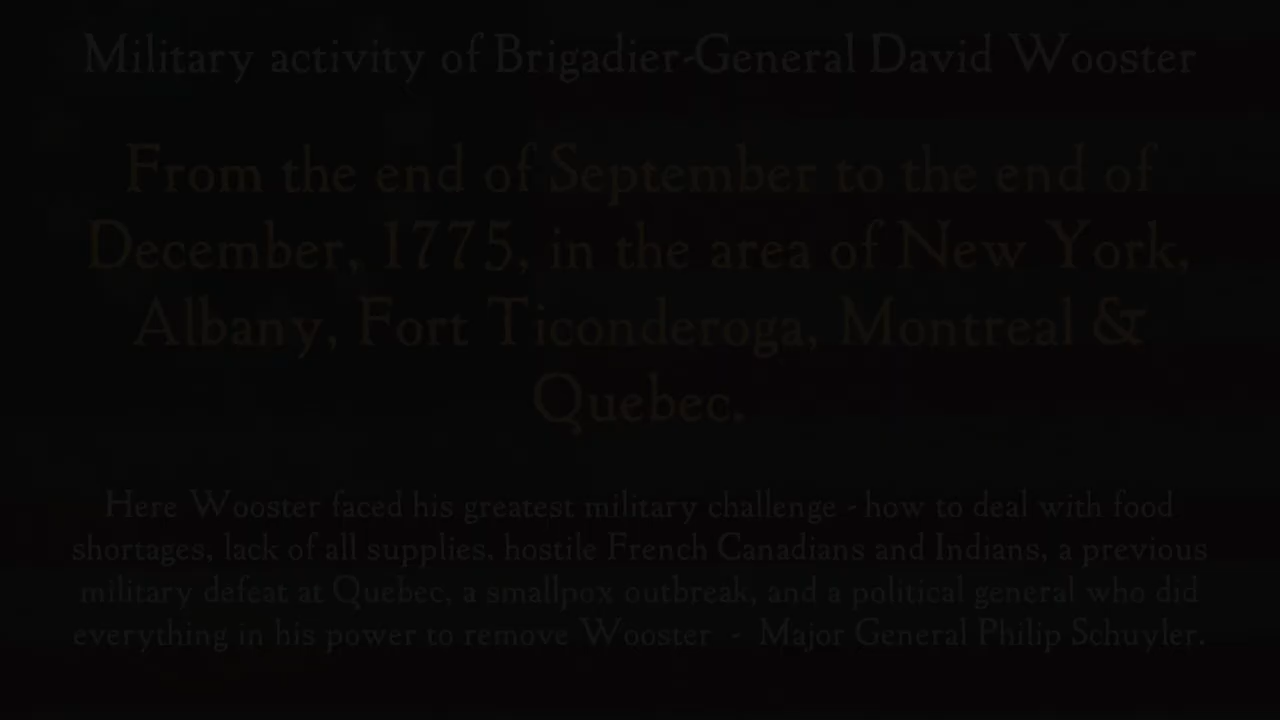 Military activity of Brigadier-General David Wooster
From the end of September to the end of
December, 1775, in the area of New York,
Albany, Fort Ticonderoga, Montreal &
Quebec.
Here Wooster faced his greatest military challenge - how to deal with food
shortages, lack of all supplies, hostile French Canadians and Indians, a previous
military defeat at Quebec, a smallpox outbreak, and a political general who did
everything in his power to remove Wooster - Major General Philip Schuyler.